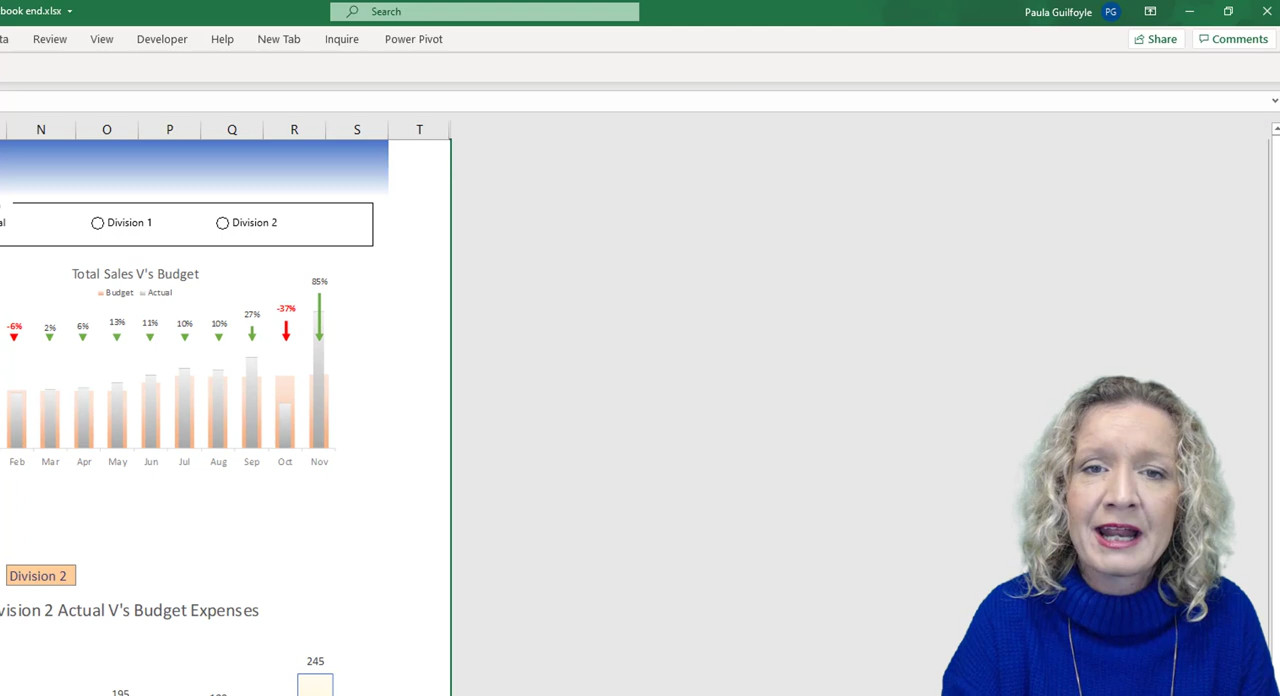 book end.xlsx
Search
Paula Guilfoyle PG
ta Review View Developer Help New Tab Inquire Power Pivot
Share Comments
N O P Q R S T
al Division 1 Division 2
Total Sales V's Budget
Budget Actual
-6% 2% 6% 13% 11% 10% 10% 27% -37% 85%
Feb Mar Apr May Jun Jul Aug Sep Oct Nov
Division 2
vision 2 Actual V's Budget Expenses
245
195